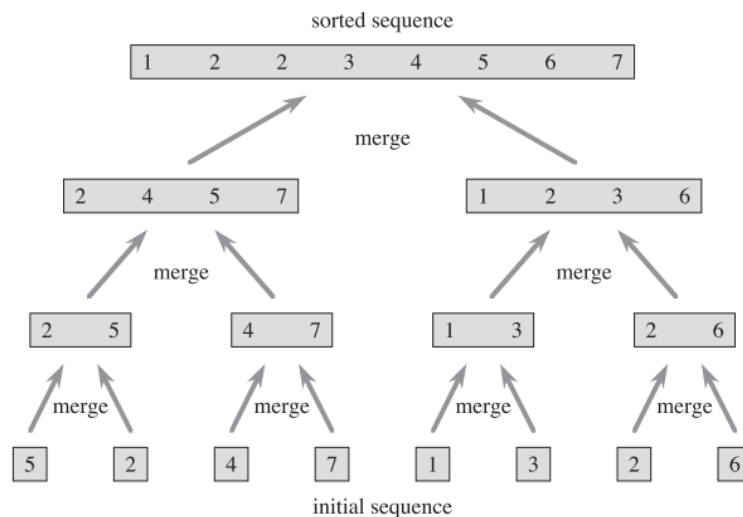 sorted sequence
1 2 2 3 4 5 6 7
merge
2 4 5 7 1 2 3 6
merge merge
2 5 4 7 1 3 2 6
merge merge merge merge
5 2 4 7 1 3 2 6
initial sequence